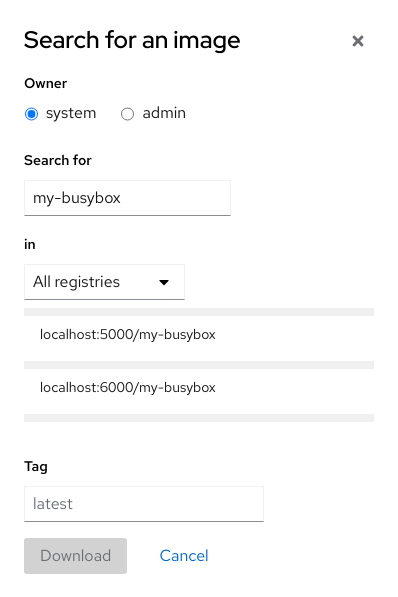 Search for an image
Owner
system admin
Search for
my-busybox
in
All registries
localhost:5000/my-busybox
localhost:6000/my-busybox
Tag
latest
Download Cancel